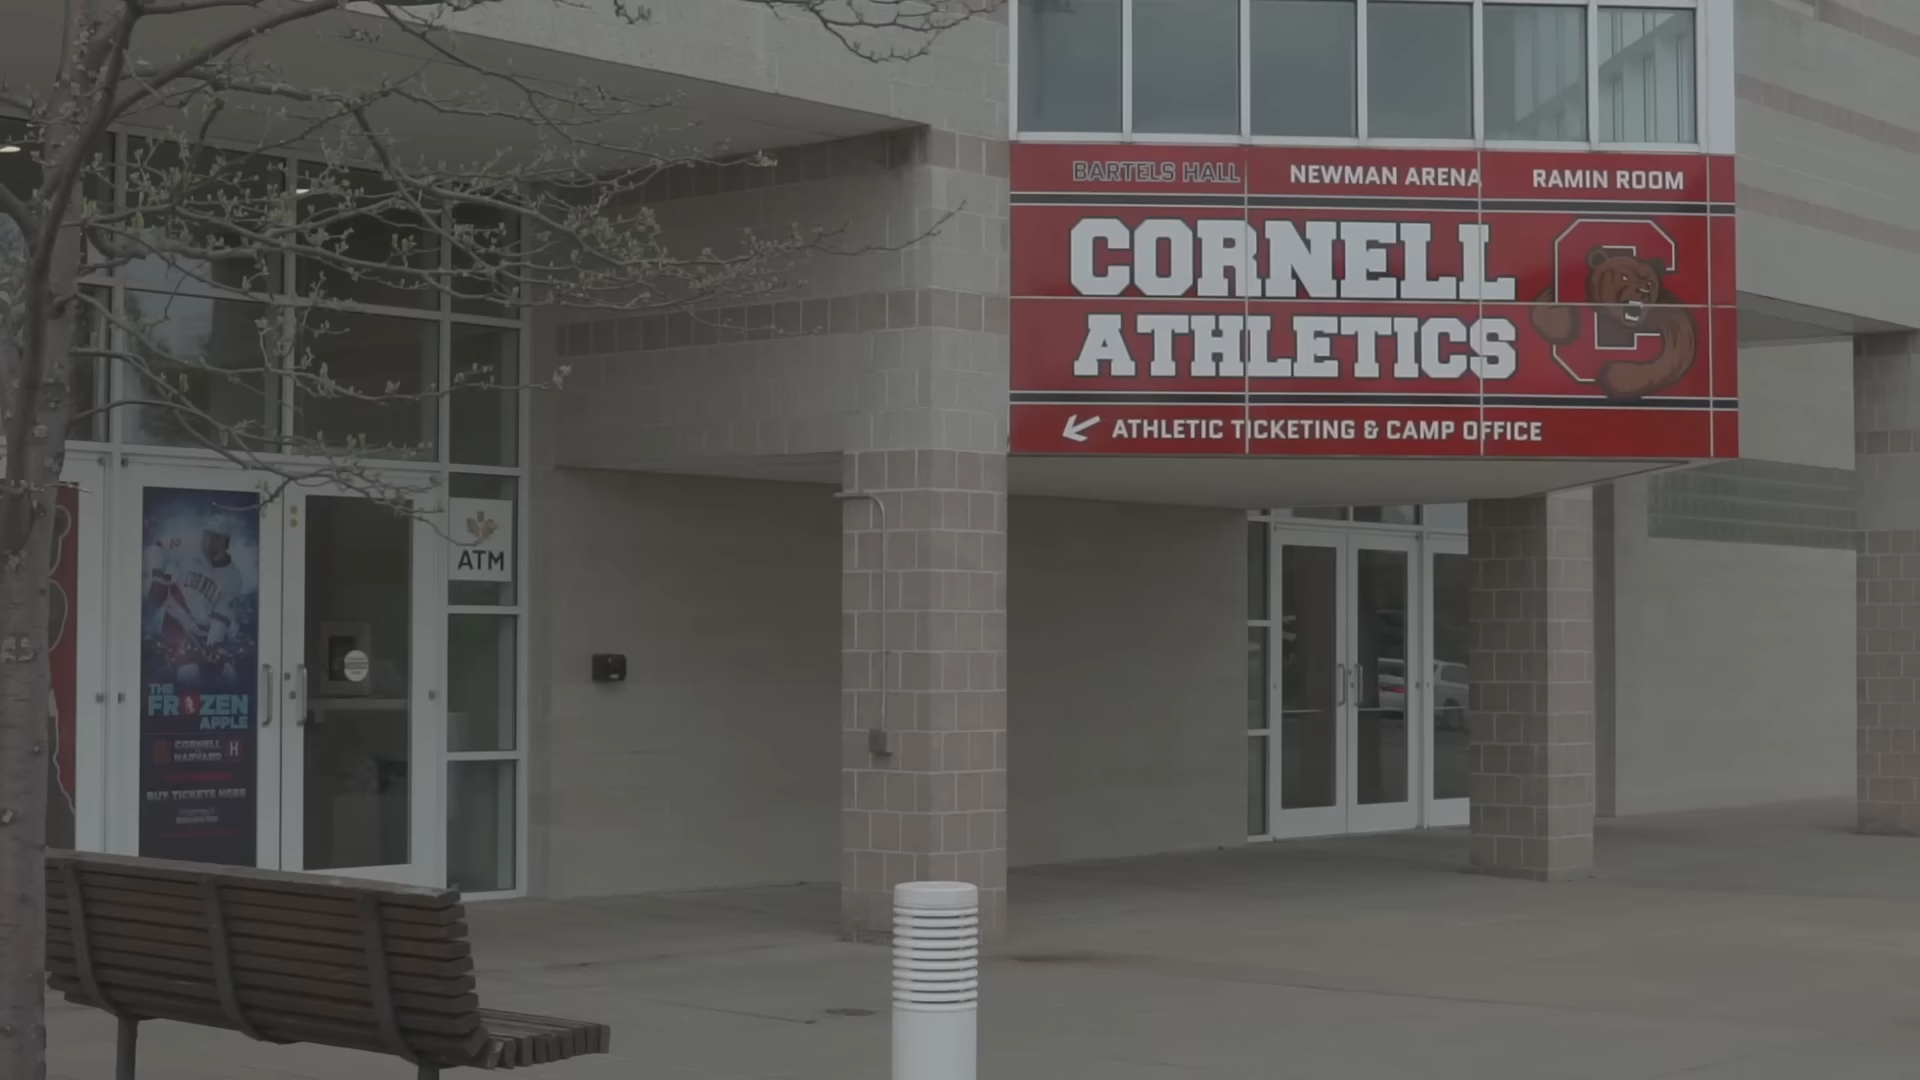 BARTELS HALL NEWMAN ARENA RAMIN ROOM
CORNELL
ATHLETICS
ATHLETIC TICKETING & CAMP OFFICE
ATM
CORNELL
THE
FROZEN
APPLE
CORNELL
HARVARD
H
BUY TICKETS HERE